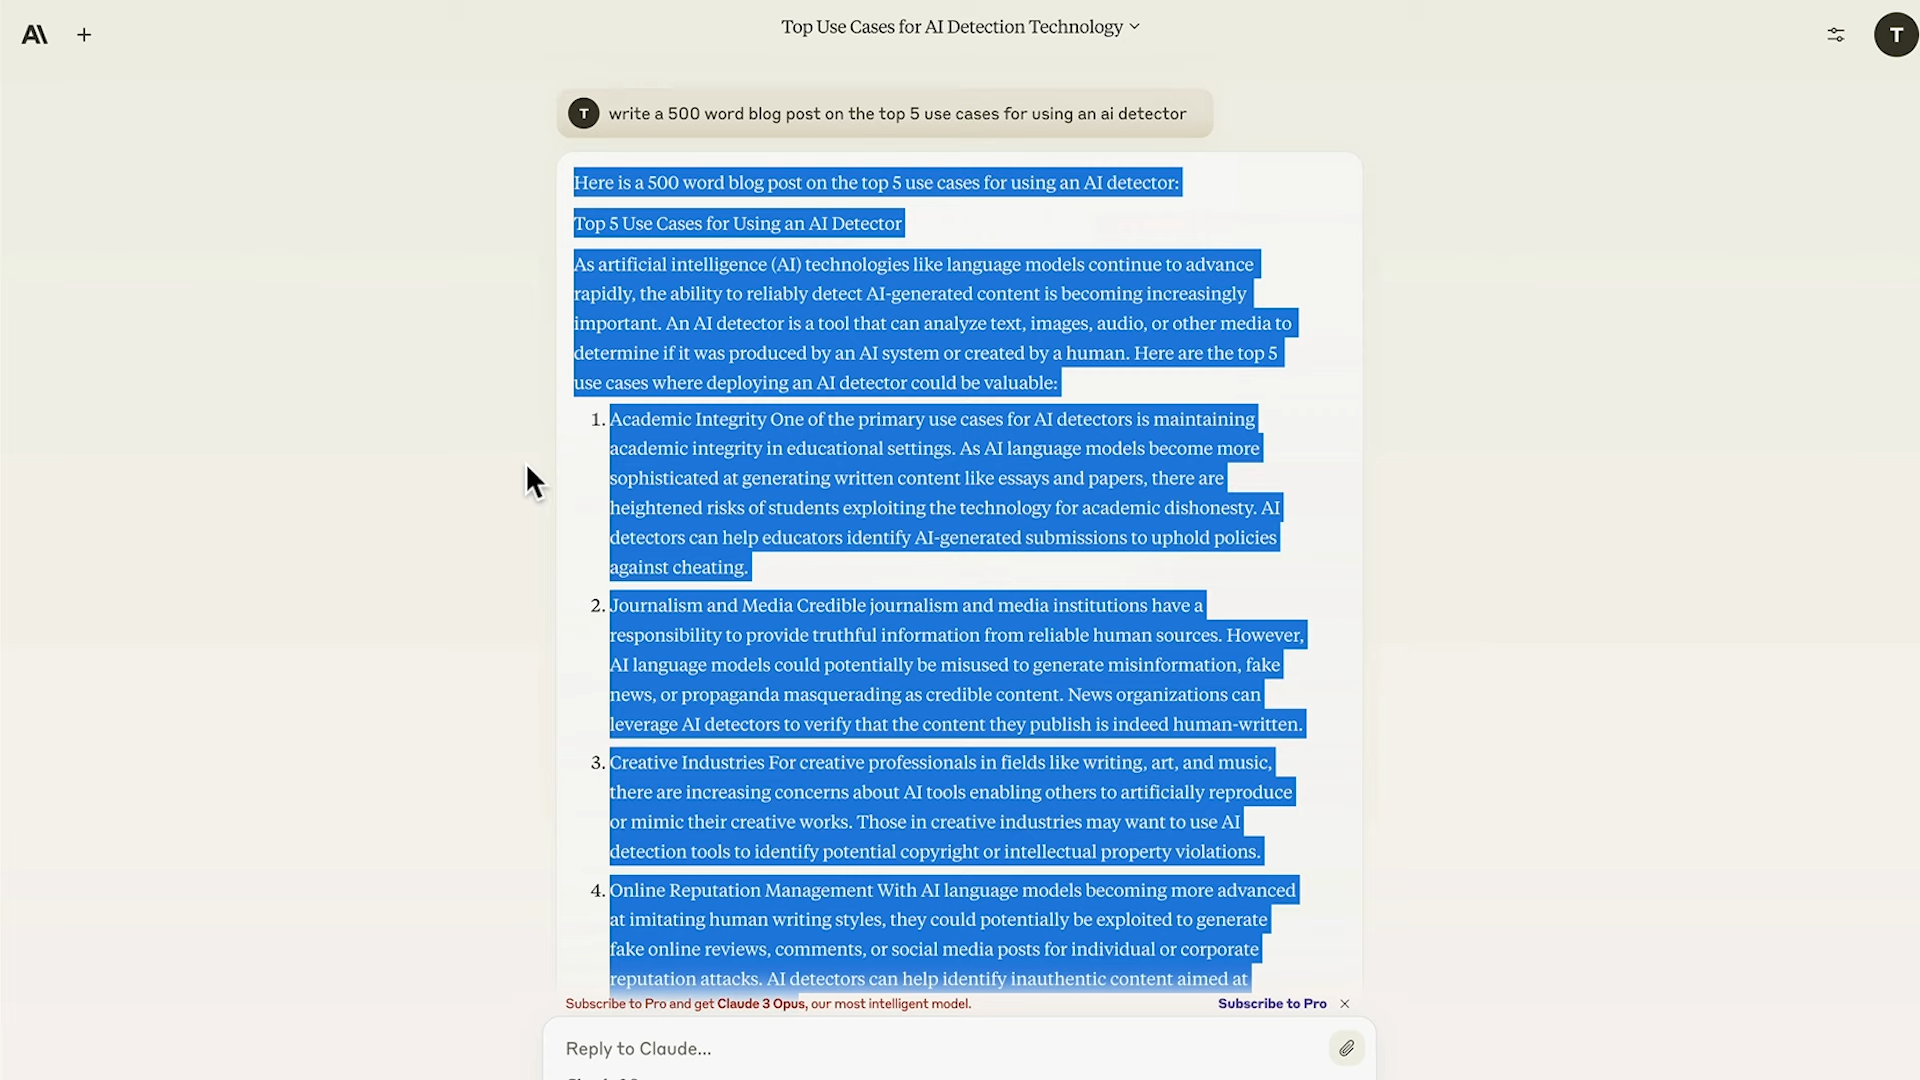 Top Use Cases for AI Detection Technology
T
T
write a 500 word blog post on the top 5 use cases for using an ai detector
Here is a 500 word blog post on the top 5 use cases for using an AI detector:
Top 5 Use Cases for Using an AI Detector
As artificial intelligence (AI) technologies like language models continue to advance
rapidly, the ability to reliably detect AI-generated content is becoming increasingly
important. An AI detector is a tool that can analyze text, images, audio, or other media to
determine if it was produced by an AI system or created by a human. Here are the top 5
use cases where deploying an AI detector could be valuable:
1. Academic Integrity One of the primary use cases for AI detectors is maintaining
academic integrity in educational settings. As AI language models become more
sophisticated at generating written content like essays and papers, there are
heightened risks of students exploiting the technology for academic dishonesty. AI
detectors can help educators identify AI-generated submissions to uphold policies
against cheating.
2. Journalism and Media Credible journalism and media institutions have a
responsibility to provide truthful information from reliable human sources. However,
AI language models could potentially be misused to generate misinformation, fake
news, or propaganda masquerading as credible content. News organizations can
leverage AI detectors to verify that the content they publish is indeed human-written.
3. Creative Industries For creative professionals in fields like writing, art, and music,
there are increasing concerns about AI tools enabling others to artificially reproduce
or mimic their creative works. Those in creative industries may want to use AI
detection tools to identify potential copyright or intellectual property violations.
4. Online Reputation Management With AI language models becoming more advanced
at imitating human writing styles, they could potentially be exploited to generate
fake online reviews, comments, or social media posts for individual or corporate
reputation attacks. AI detectors can help identify inauthentic content aimed at
Subscribe to Pro and get Claude 3 Opus, our most intelligent model.
Subscribe to Pro
Reply to Claude...